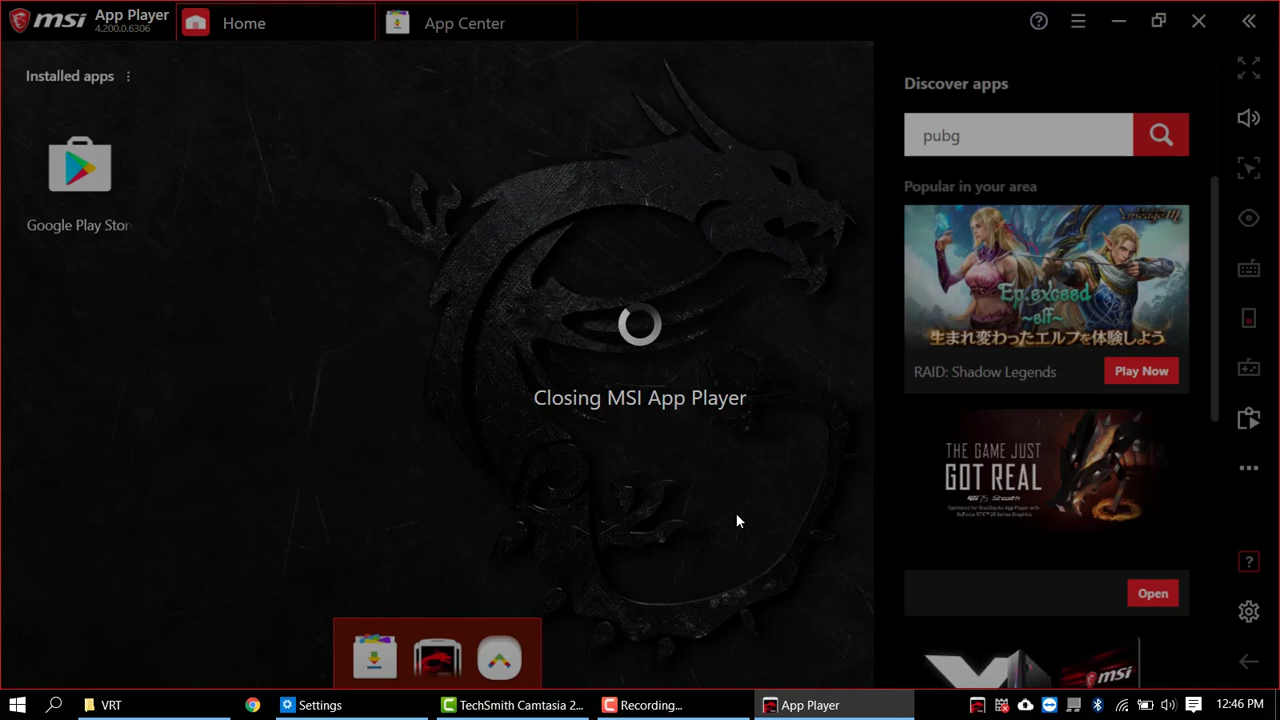 msi App Player
4.200.0.6306
Home
App Center
Installed apps
Google Play Stor
Closing MSI App Player
Discover apps
pubg
Popular in your area
Ep.exceed
~elf~
生まれ変わったエルフを体験しよう
RAID: Shadow Legends
Play Now
THE GAME JUST
GOT REAL
Open
msi
VRT
Settings
TechSmith Camtasia 2...
Recording...
App Player
12:46 PM